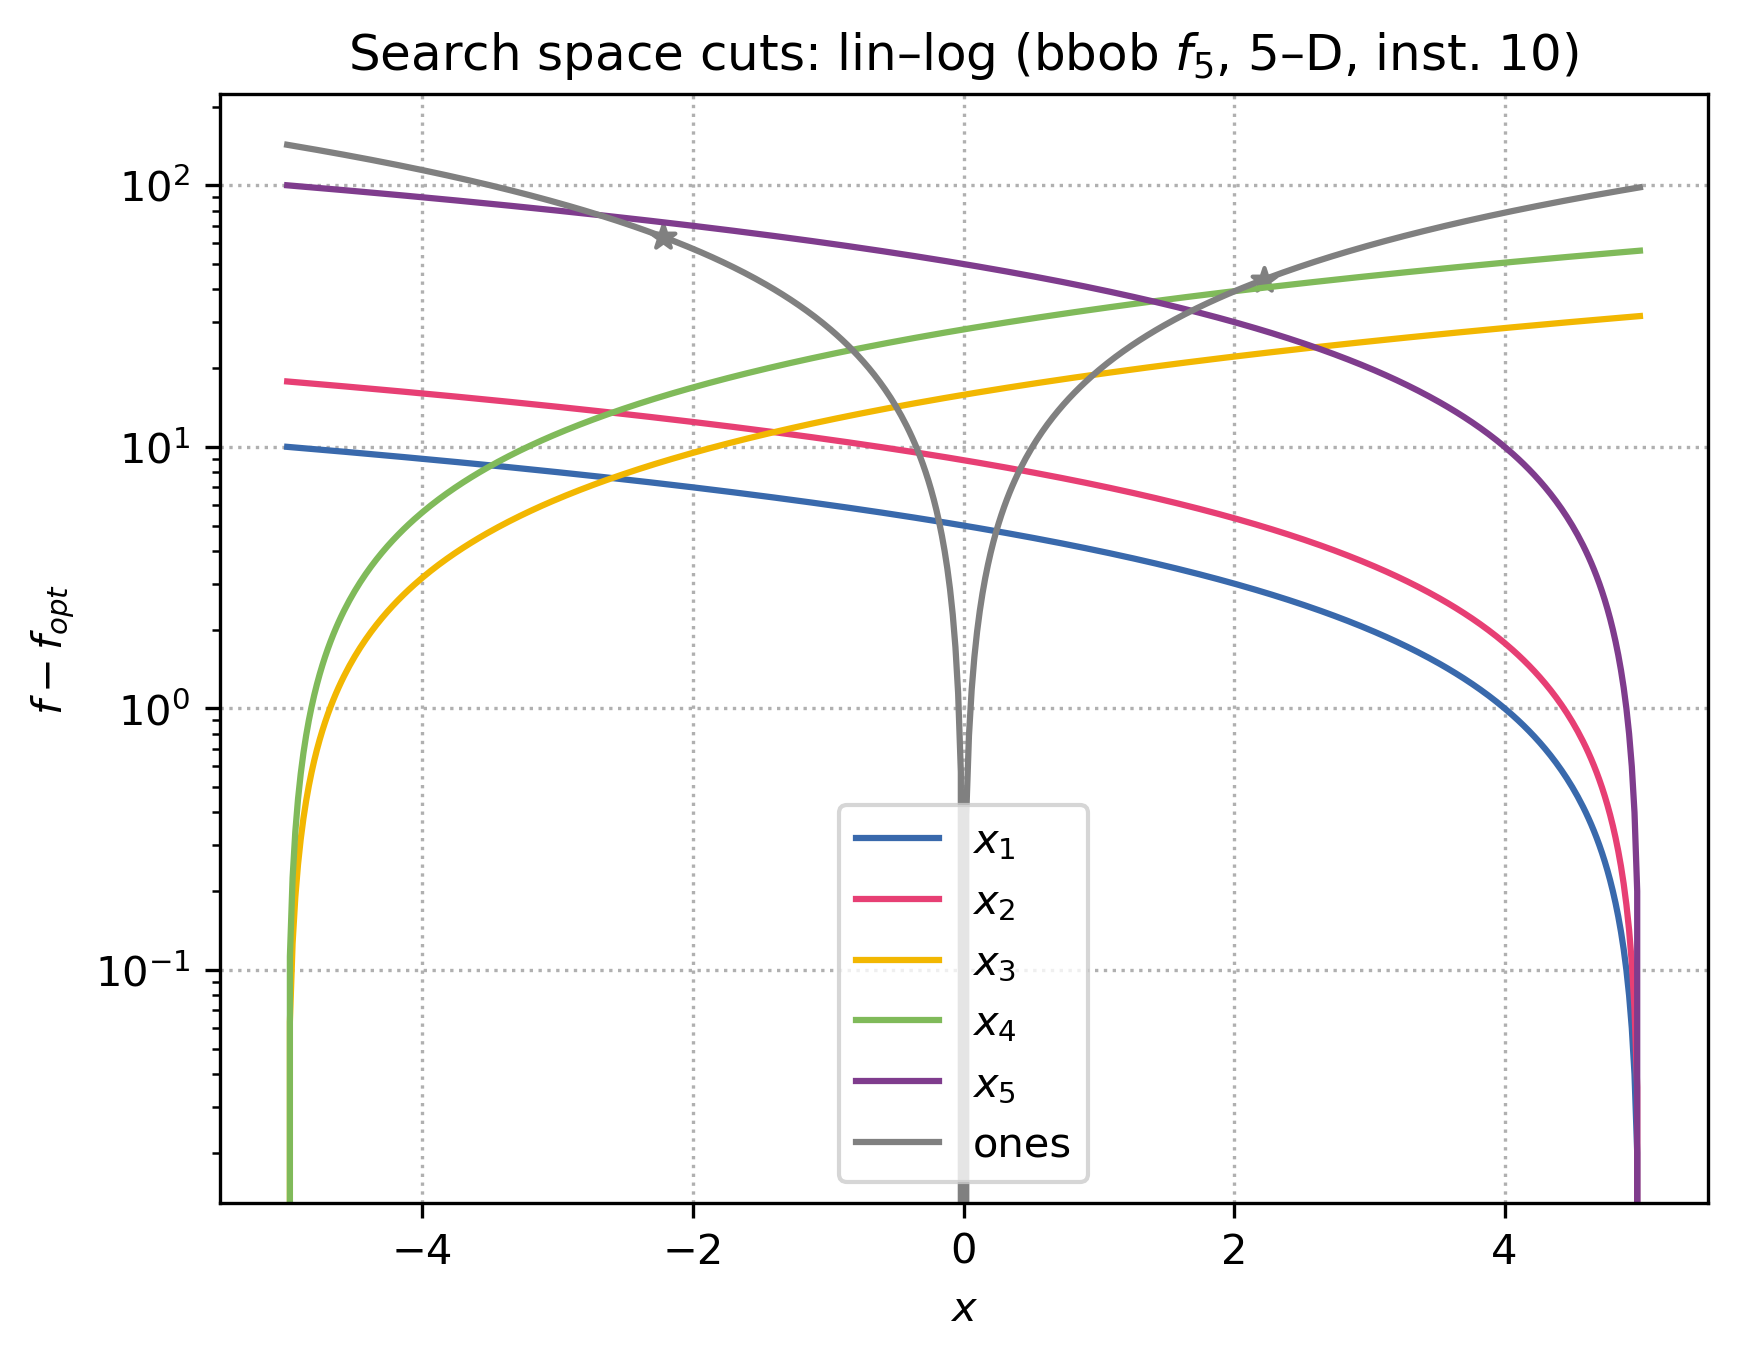 Search space cuts: lin–log (bbob f₅, 5–D, inst. 10)
f − f_opt
10²
10¹
10⁰
10⁻¹
x₁
x₂
x₃
x₄
x₅
ones
−4 −2 0 2 4
x